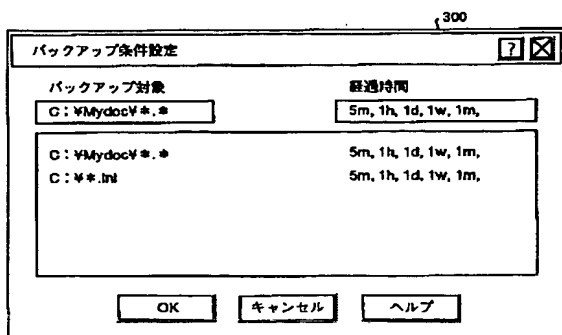 300
バックアップ条件設定 ?
バックアップ対象 経過時間
C：¥Mydoc¥＊.＊ 5m, 1h, 1d, 1w, 1m,
C：¥Mydoc¥＊.＊ 5m, 1h, 1d, 1w, 1m,
C：¥＊.Ini 5m, 1h, 1d, 1w, 1m,
OK キャンセル ヘルプ